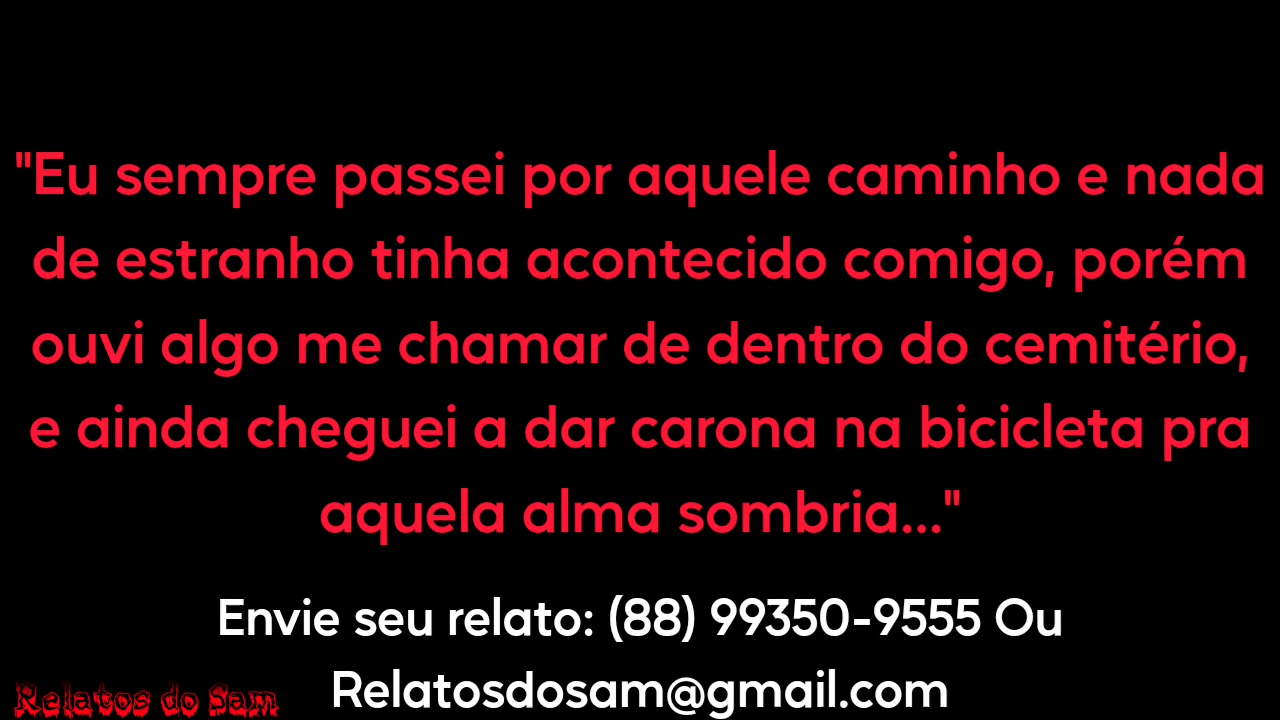 "Eu sempre passei por aquele caminho e nada
de estranho tinha acontecido comigo, porém
ouvi algo me chamar de dentro do cemitério,
e ainda cheguei a dar carona na bicicleta pra
aquela alma sombria..."
Envie seu relato: (88) 99350-9555 Ou
Relatosdosam@gmail.com
Relatos do Sam